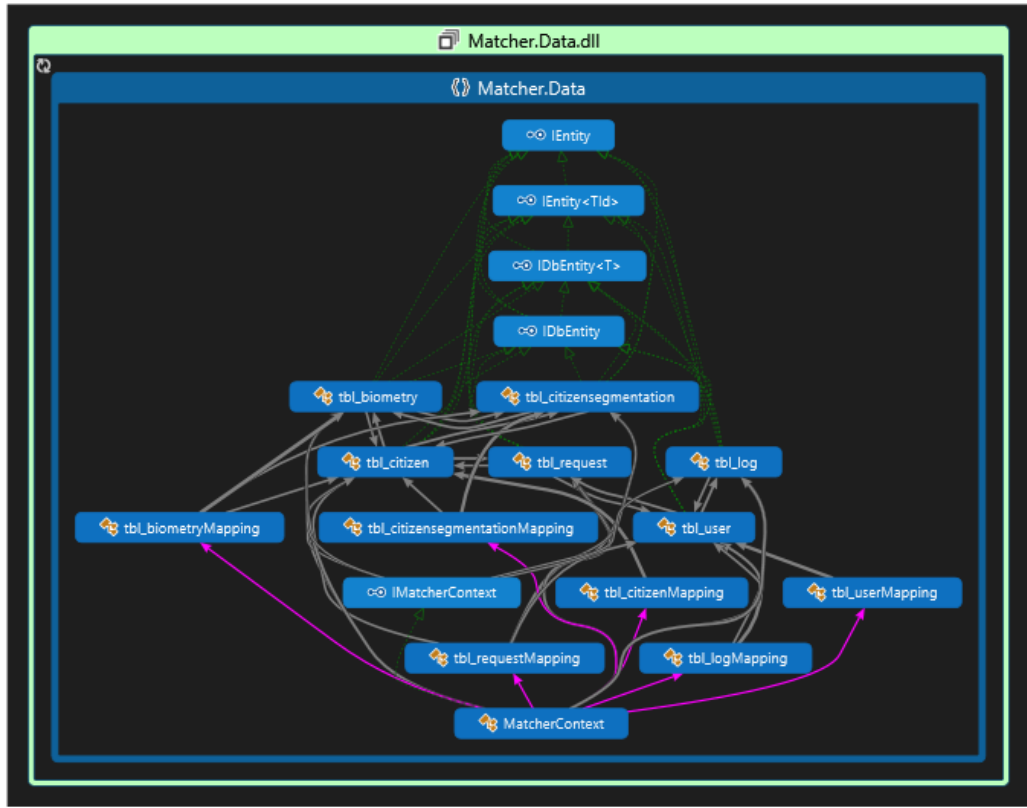 Matcher.Data.dll
Matcher.Data
IEntity
IEntity<TId>
IDbEntity<T>
IDbEntity
tbl_biometry
tbl_citizensegmentation
tbl_citizen
tbl_request
tbl_log
tbl_biometryMapping
tbl_citizensegmentationMapping
tbl_user
IMatcherContext
tbl_citizenMapping
tbl_userMapping
tbl_requestMapping
tbl_logMapping
MatcherContext